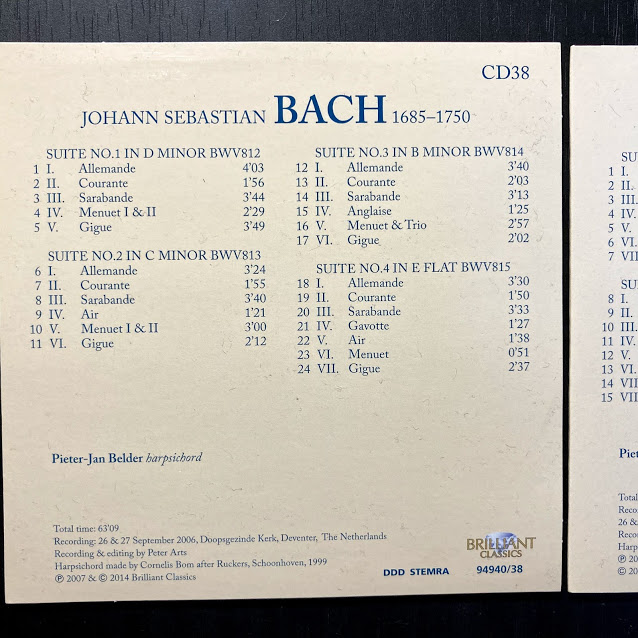 CD38
JOHANN SEBASTIAN BACH 1685–1750
SUITE NO.1 IN D MINOR BWV812
1 I. Allemande 4'03
2 II. Courante 1'56
3 III. Sarabande 3'44
4 IV. Menuet I & II 2'29
5 V. Gigue 3'49
SUITE NO.2 IN C MINOR BWV813
6 I. Allemande 3'24
7 II. Courante 1'55
8 III. Sarabande 3'40
9 IV. Air 1'21
10 V. Menuet I & II 3'00
11 VI. Gigue 2'12
SUITE NO.3 IN B MINOR BWV814
12 I. Allemande 3'40
13 II. Courante 2'03
14 III. Sarabande 3'13
15 IV. Anglaise 1'25
16 V. Menuet & Trio 2'57
17 VI. Gigue 2'02
SUITE NO.4 IN E FLAT BWV815
18 I. Allemande 3'30
19 II. Courante 1'50
20 III. Sarabande 3'33
21 IV. Gavotte 1'27
22 V. Air 1'38
23 VI. Menuet 0'51
24 VII. Gigue 2'37
Pieter-Jan Belder harpsichord
Total time: 63'09
Recording: 26 & 27 September 2006, Doopsgezinde Kerk, Deventer, The Netherlands
Recording & editing by Peter Arts
Harpsichord made by Cornelis Bom after Ruckers, Schoonhoven, 1999
℗ 2007 & © 2014 Brilliant Classics
BRILLIANT
CLASSICS
DDD STEMRA 94940/38
1 I.
2 II.
3 III.
4 IV.
5 V.
6 VI.
7 VII
8 I.
9 II.
10 III.
11 IV.
12 V.
13 VI.
14 VII
15 VII
26 &